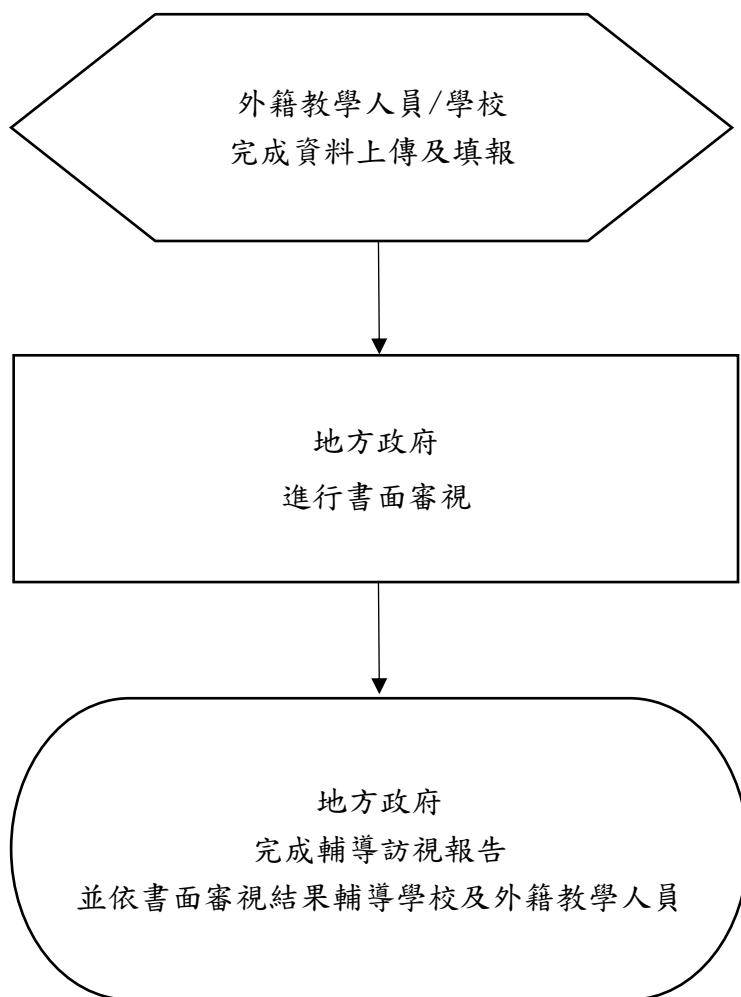 外籍教學人員/學校
完成資料上傳及填報
地方政府
進行書面審視
地方政府
完成輔導訪視報告
並依書面審視結果輔導學校及外籍教學人員